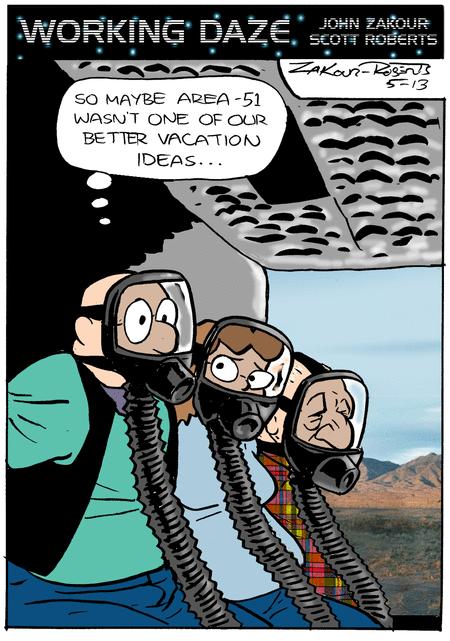 WORKING DAZE
JOHN ZAKOUR
SCOTT ROBERTS
ZAKOUR-ROBERTS
5-13
SO MAYBE AREA-51
WASN'T ONE OF OUR
BETTER VACATION
IDEAS...